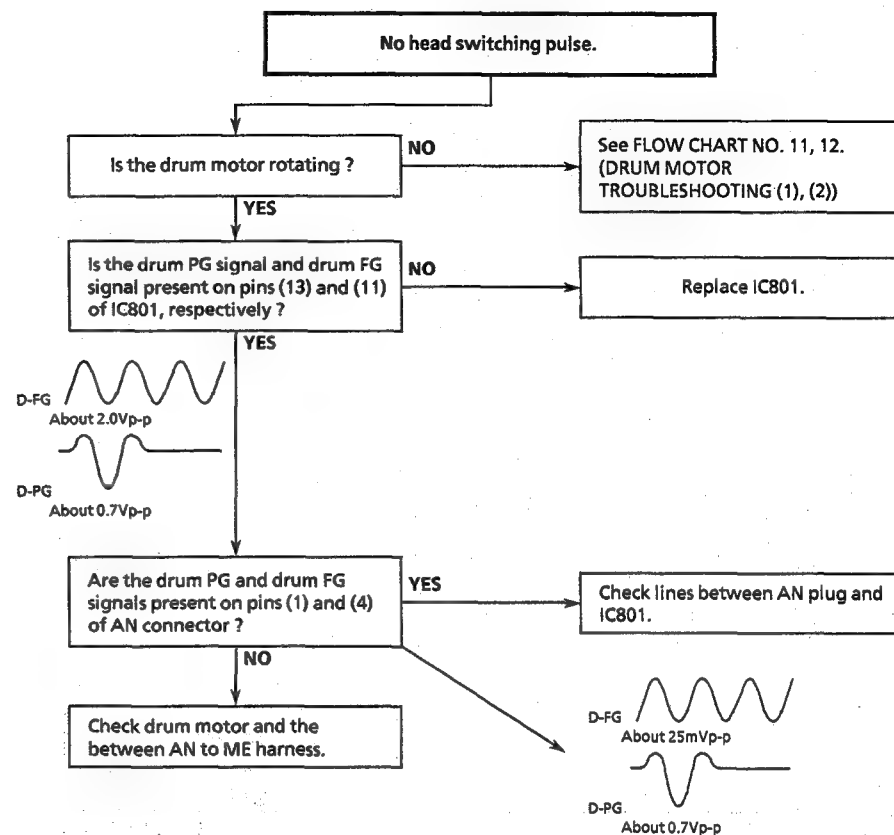 No head switching pulse.
Is the drum motor rotating ?
NO
See FLOW CHART NO. 11, 12.
(DRUM MOTOR
TROUBLESHOOTING (1), (2))
YES
Is the drum PG signal and drum FG
signal present on pins (13) and (11)
of IC801, respectively ?
NO
Replace IC801.
YES
D-FG
About 2.0Vp-p
D-PG
About 0.7Vp-p
Are the drum PG and drum FG
signals present on pins (1) and (4)
of AN connector ?
YES
Check lines between AN plug and
IC801.
NO
Check drum motor and the
between AN to ME harness.
D-FG
About 25mVp-p
D-PG
About 0.7Vp-p